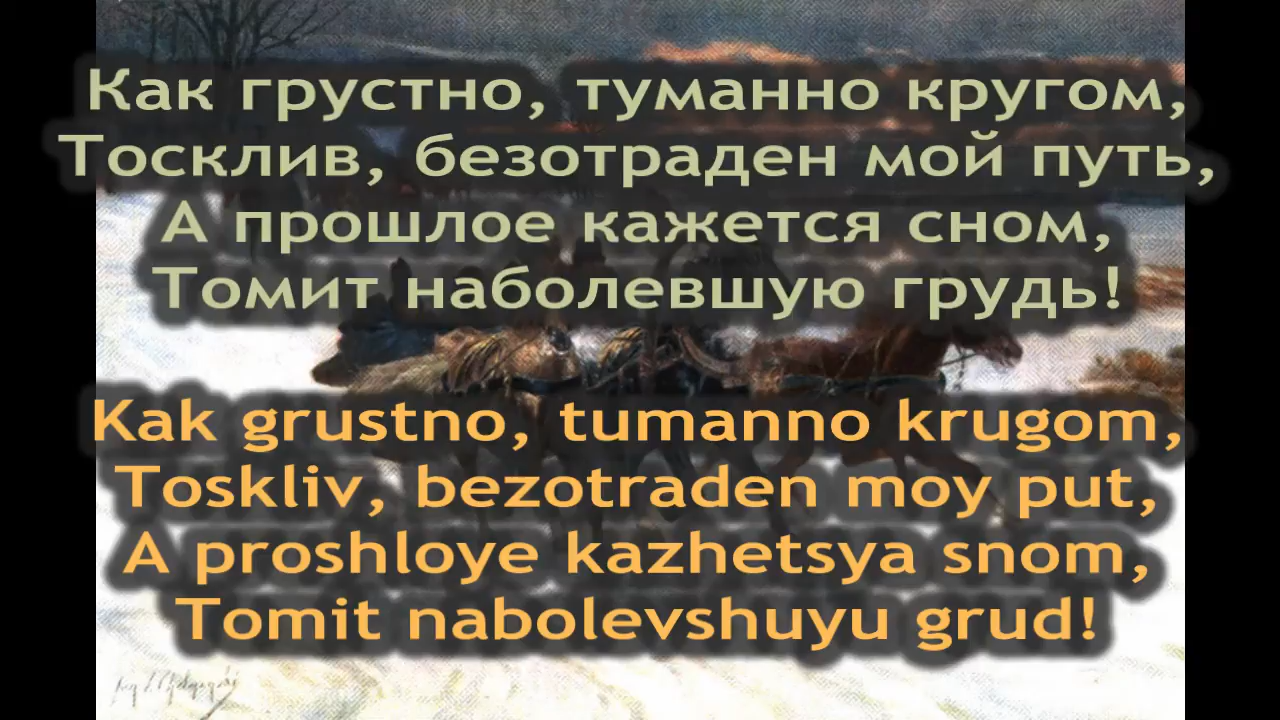 Как грустно, туманно кругом,
Тосклив, безотраден мой путь,
А прошлое кажется сном,
Томит наболевшую грудь!
Kak grustno, tumanno krugom,
Toskliv, bezotraden moy put,
A proshloye kazhetsya snom,
Tomit nabolevshuyu grud!